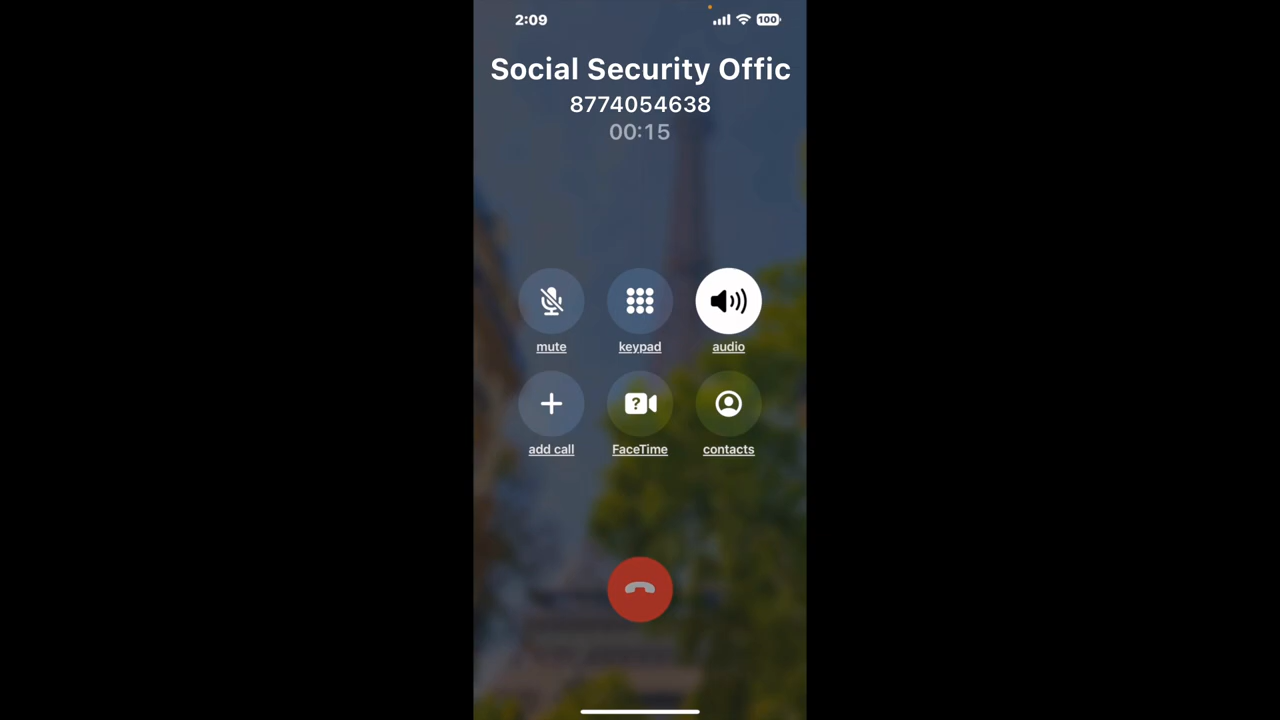 2:09
100
Social Security Offic
8774054638
00:15
mute
keypad
audio
?
add call
FaceTime
contacts